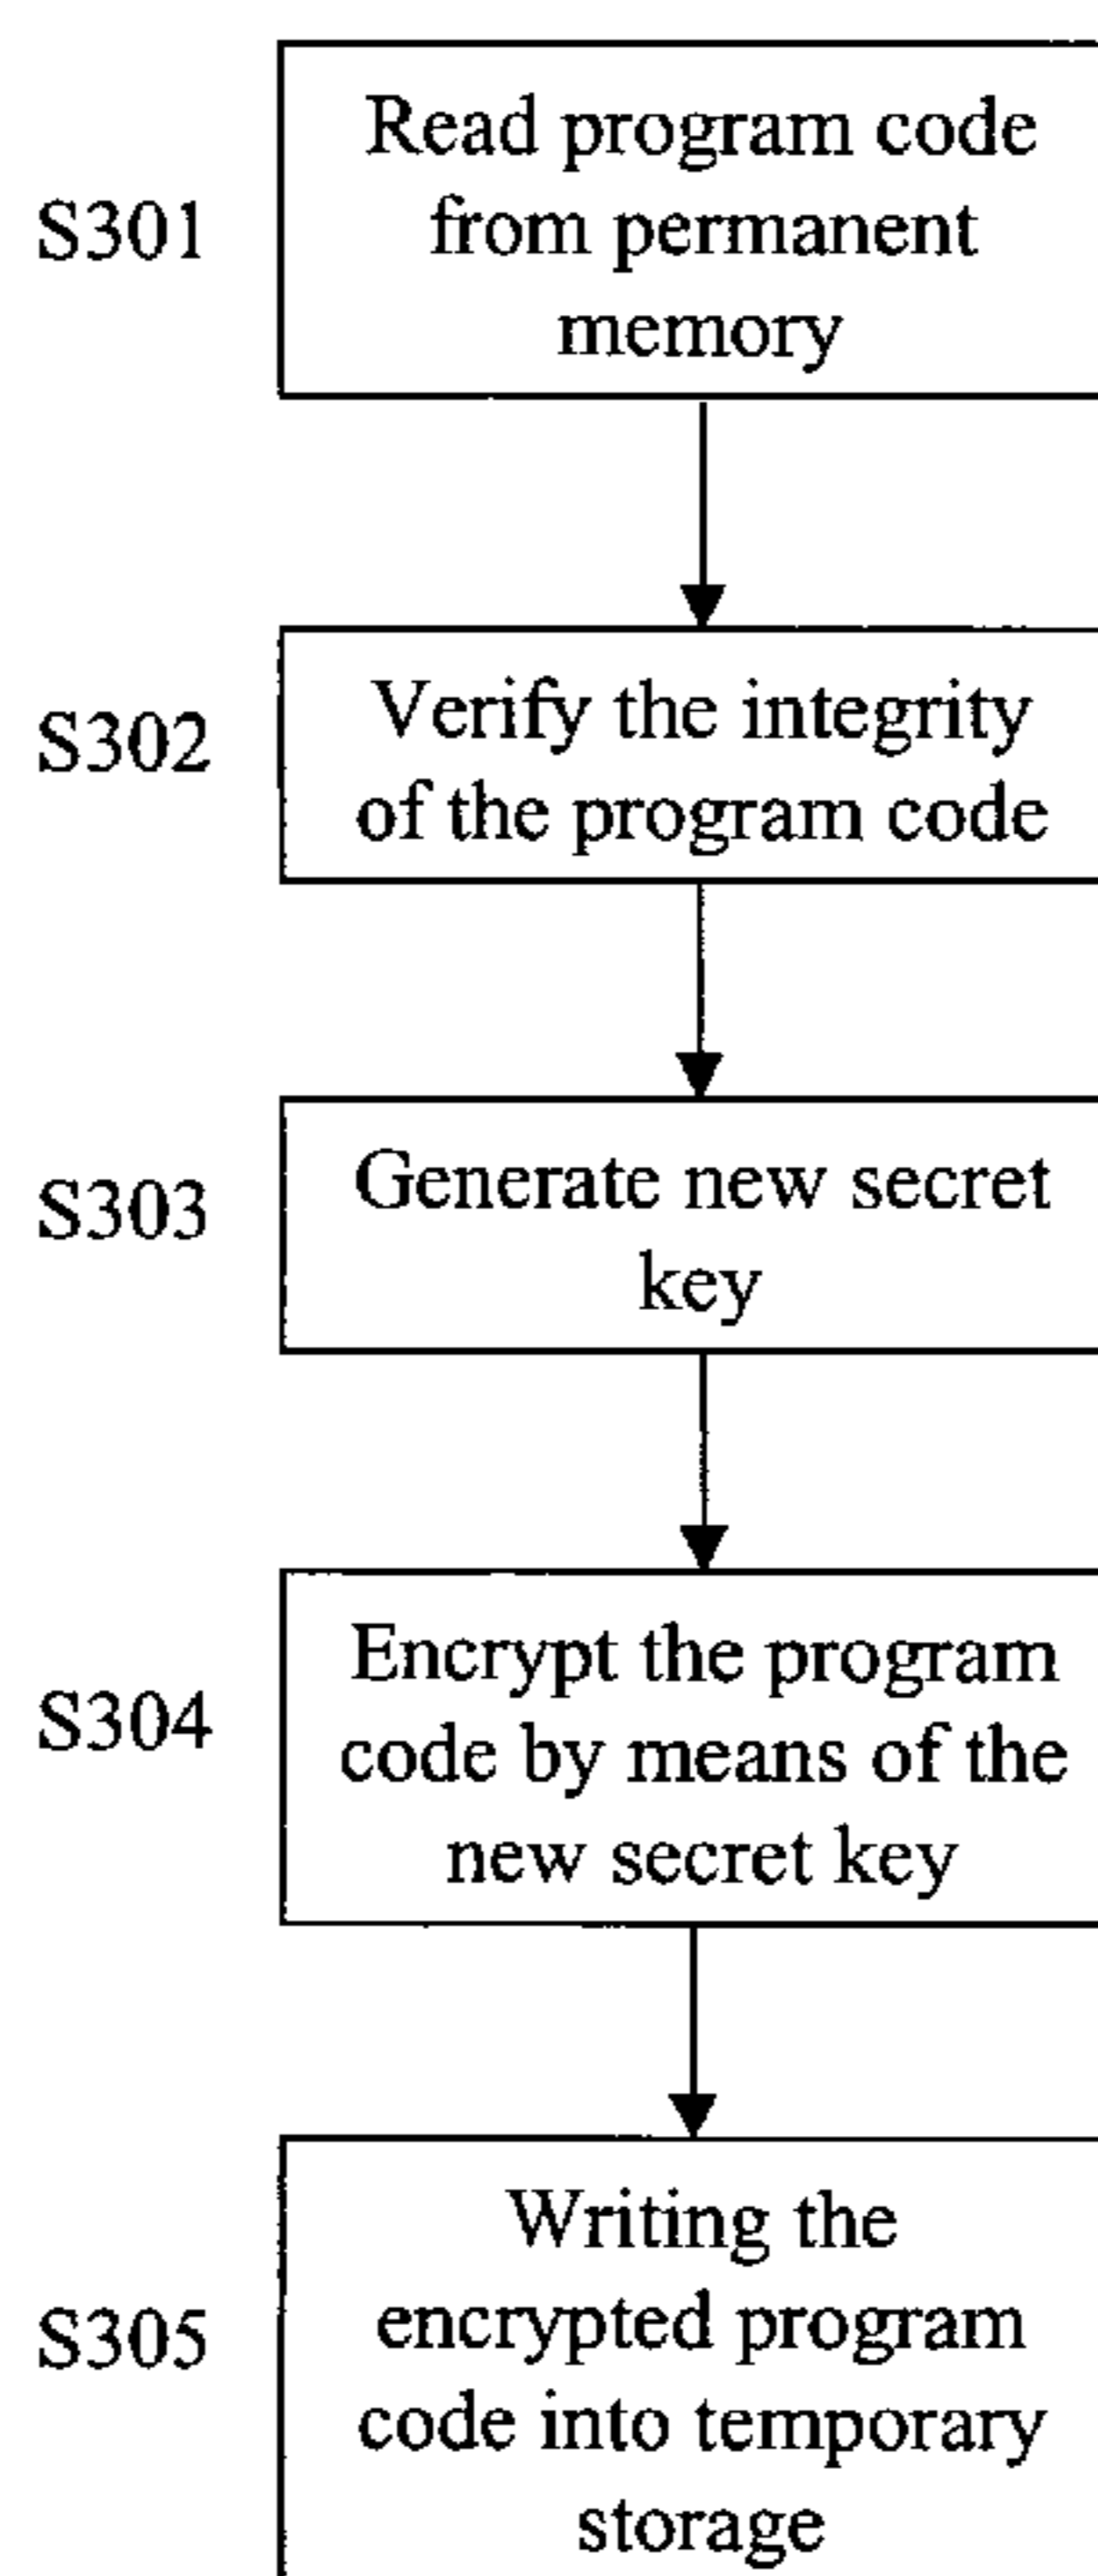 Read program code
S301
from permanent
memory
Verify the integrity
S302
of the program code
Generate new secret
S303
key
Encrypt the program
S304
code by means of the
new secret key
Writing the
encrypted program
S305
code into temporary
storage